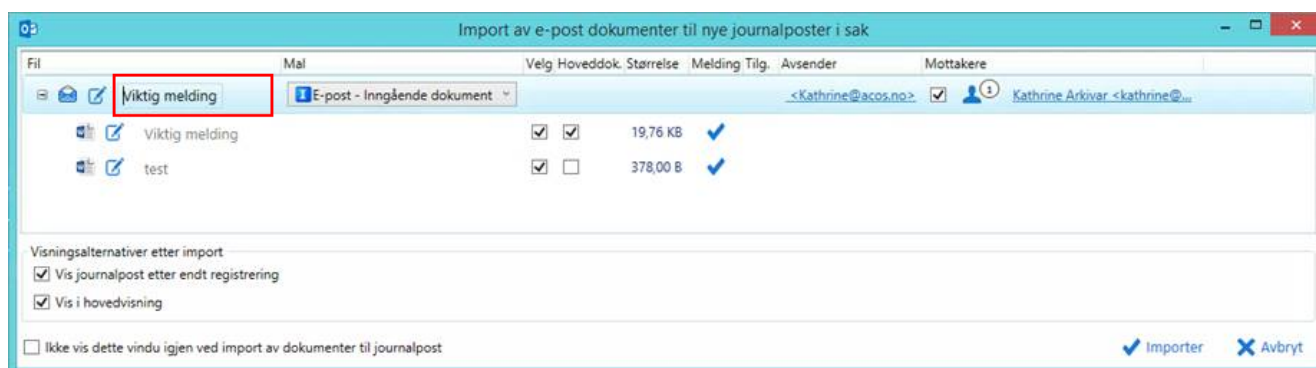 Import av e-post dokumenter til nye journalposter i sak
Fil Mal Velg Hoveddok. Størrelse Melding Tilg. Avsender Mottakere
Viktig melding E-post - Inngående dokument <Kathrine@acos.no> 1 Kathrine Arkivar <kathrine@...
Viktig melding 19,76 KB
test 378,00 B
Visningsalternativer etter import
Vis journalpost etter endt registrering
Vis i hovedvisning
Ikke vis dette vindu igjen ved import av dokumenter til journalpost Importer Avbryt